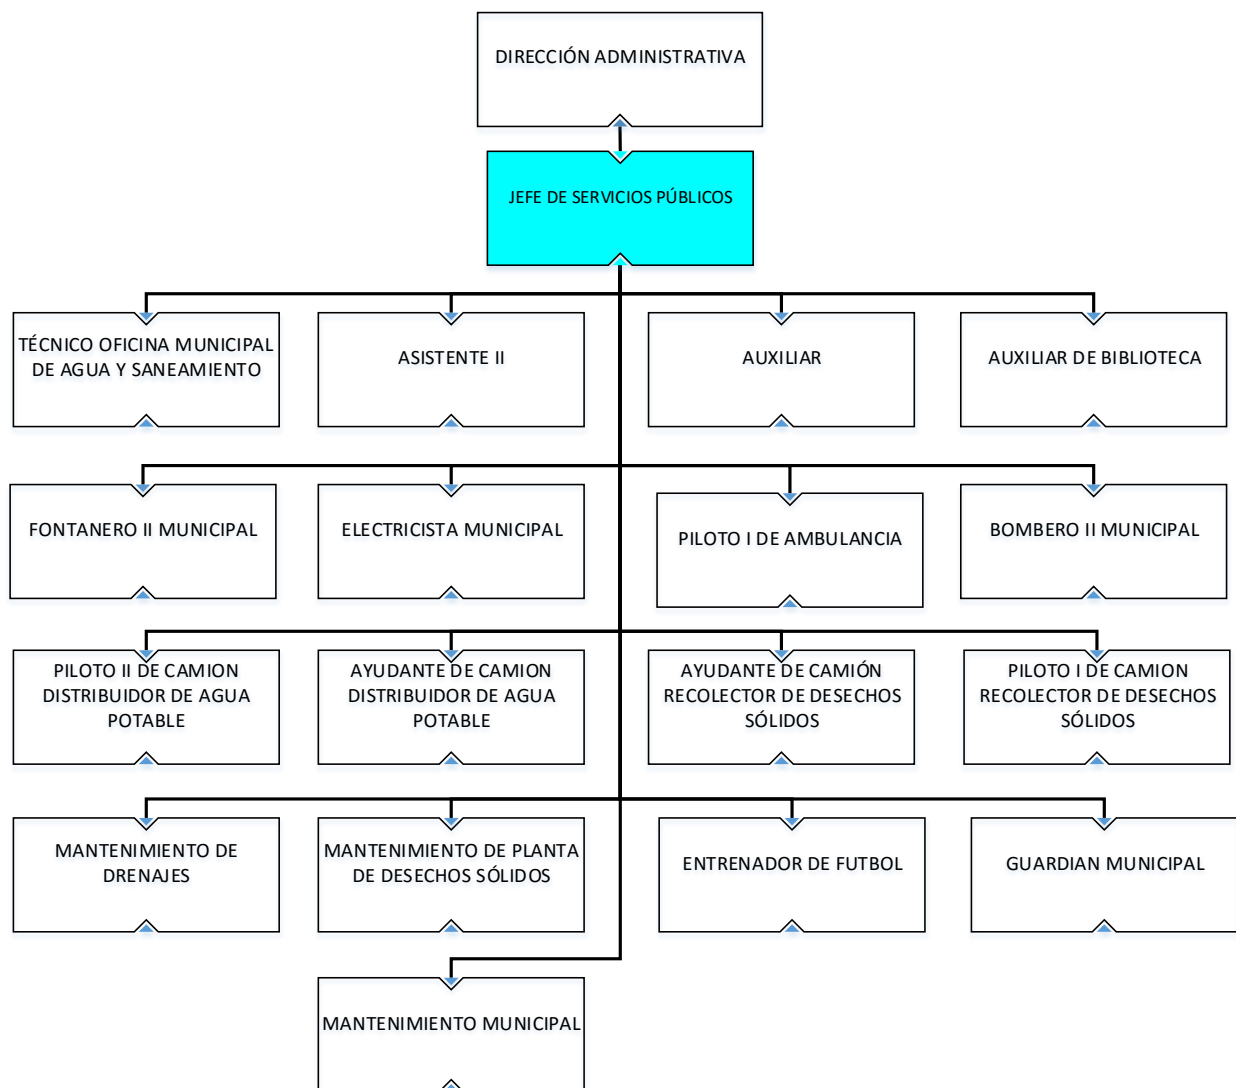 DIRECCIÓN ADMINISTRATIVA
JEFE DE SERVICIOS PÚBLICOS
TÉCNICO OFICINA MUNICIPAL
DE AGUA Y SANEAMIENTO
ASISTENTE II
AUXILIAR
AUXILIAR DE BIBLIOTECA
FONTANERO II MUNICIPAL
ELECTRICISTA MUNICIPAL
PILOTO I DE AMBULANCIA
BOMBERO II MUNICIPAL
PILOTO II DE CAMION
DISTRIBUIDOR DE AGUA
POTABLE
AYUDANTE DE CAMION
DISTRIBUIDOR DE AGUA
POTABLE
AYUDANTE DE CAMIÓN
RECOLECTOR DE DESECHOS
SÓLIDOS
PILOTO I DE CAMION
RECOLECTOR DE DESECHOS
SÓLIDOS
MANTENIMIENTO DE
DRENAJES
MANTENIMIENTO DE PLANTA
DE DESECHOS SÓLIDOS
ENTRENADOR DE FUTBOL
GUARDIAN MUNICIPAL
MANTENIMIENTO MUNICIPAL